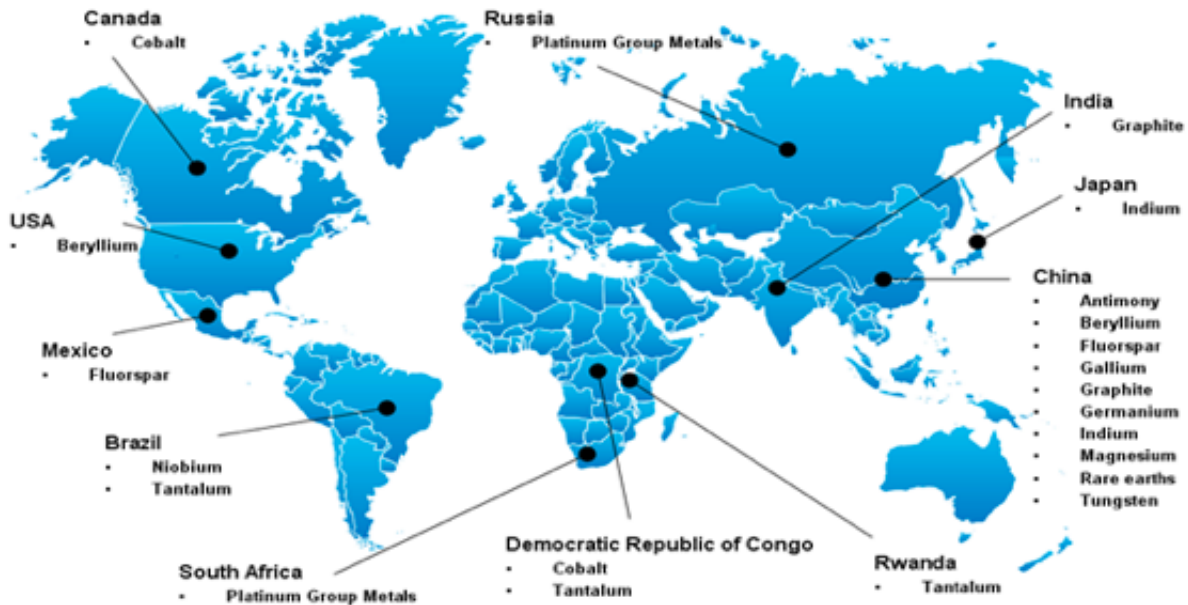 Canada
▪ Cobalt
Russia
▪ Platinum Group Metals
India
▪ Graphite
Japan
▪ Indium
USA
▪ Beryllium
China
▪ Antimony
▪ Beryllium
▪ Fluorspar
▪ Gallium
▪ Graphite
▪ Germanium
▪ Indium
▪ Magnesium
▪ Rare earths
▪ Tungsten
Mexico
▪ Fluorspar
Brazil
▪ Niobium
▪ Tantalum
South Africa
▪ Platinum Group Metals
Democratic Republic of Congo
▪ Cobalt
▪ Tantalum
Rwanda
▪ Tantalum